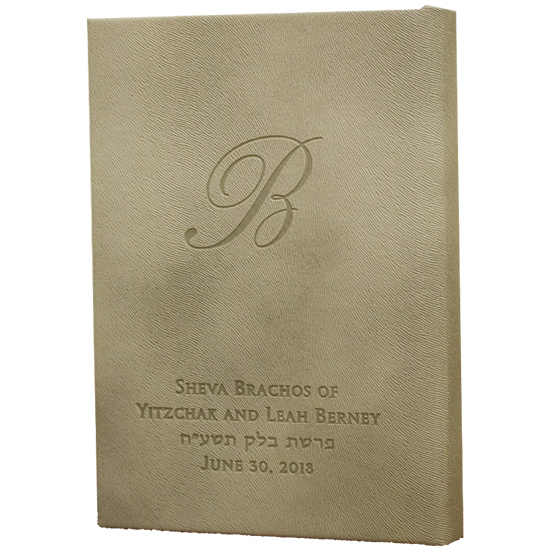 B
Sheva Brachos of
Yitzchak and Leah Berney
פרשת בלק תשע״ח
June 30, 2018